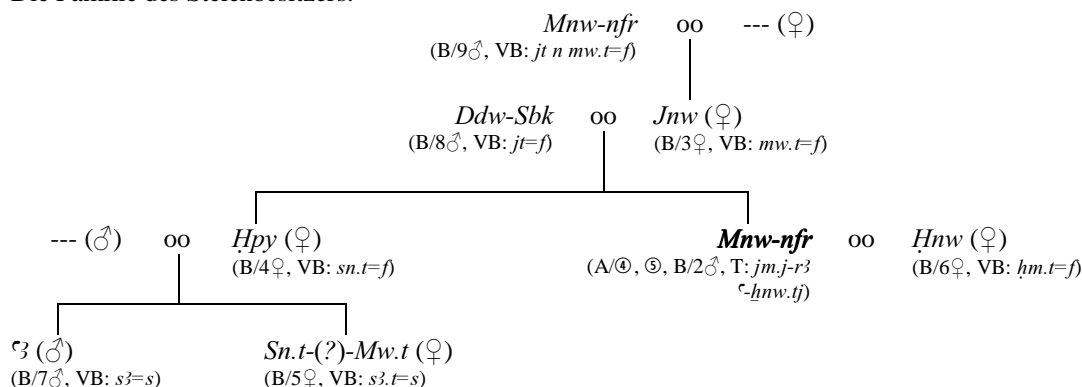 Die Familie des Stelenbesitzers:
Mnw-nfr oo --- (♀)
(B/9♂, VB: jt n mw.t=f)
Ddw-Sbk oo Jnw (♀)
(B/8♂, VB: jt=f) (B/3♀, VB: mw.t=f)
--- (♂) oo Ḥpy (♀) Mnw-nfr oo Ḥnw (♀)
(B/4♀, VB: sn.t=f) (A/④, ⑤, B/2♂, T: jm.j-rꜣ (B/6♀, VB: ḥm.t=f)
ꜥ-ẖnw.tj)
ꜥꜣ (♂) Sn.t-(?)-Mw.t (♀)
(B/7♂, VB: sꜣ=s) (B/5♀, VB: sꜣ.t=s)